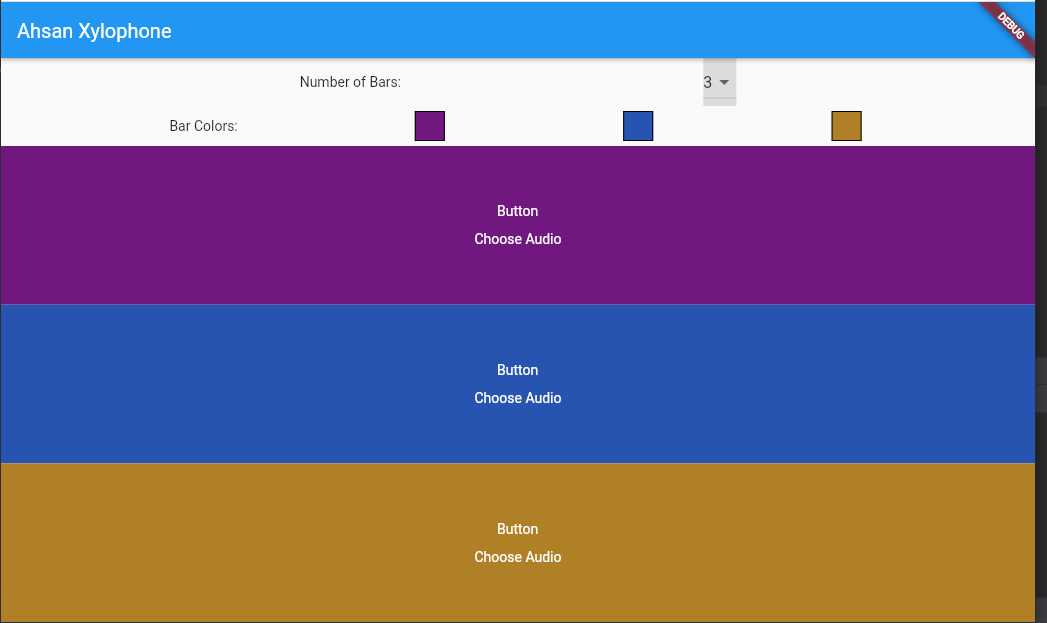 Ahsan Xylophone
DEBUG
Number of Bars: 3
Bar Colors:
Button
Choose Audio
Button
Choose Audio
Button
Choose Audio